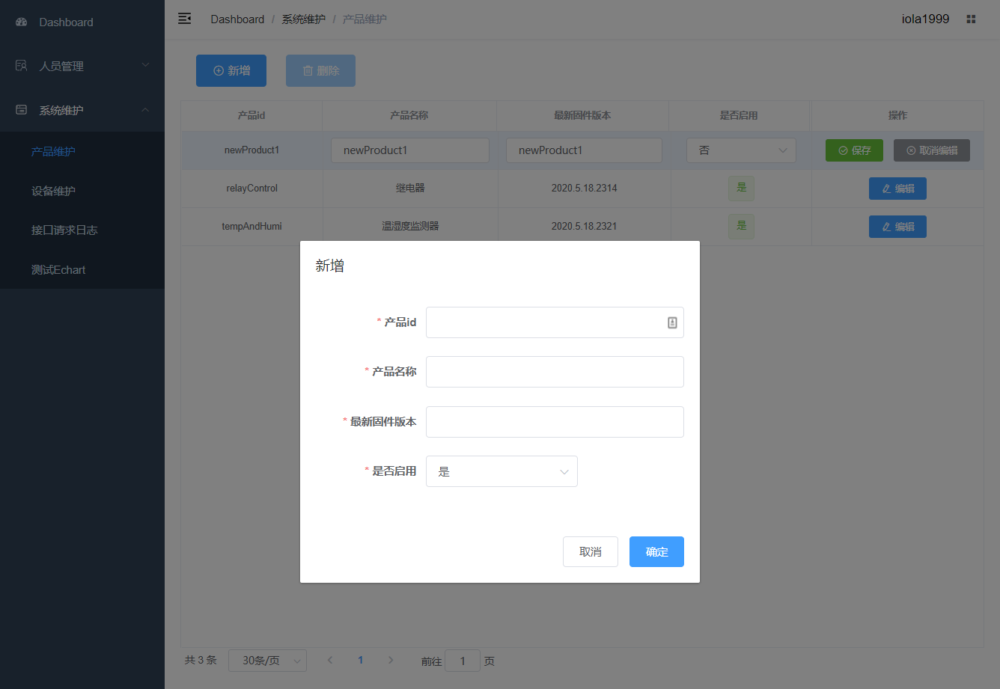 Dashboard
人员管理
系统维护
产品维护
设备维护
接口请求日志
测试Echart
Dashboard / 系统维护 / 产品维护
iola1999
新增 删除
产品id 产品名称 最新固件版本 是否启用 操作
newProduct1 newProduct1 newProduct1 否 保存 取消编辑
relayControl 继电器 2020.5.18.2314 是 编辑
tempAndHumi 温湿度监测器 2020.5.18.2321 是 编辑
新增
* 产品id
* 产品名称
* 最新固件版本
* 是否启用 是
取消 确定
共 3 条 30条/页 1 前往 1 页